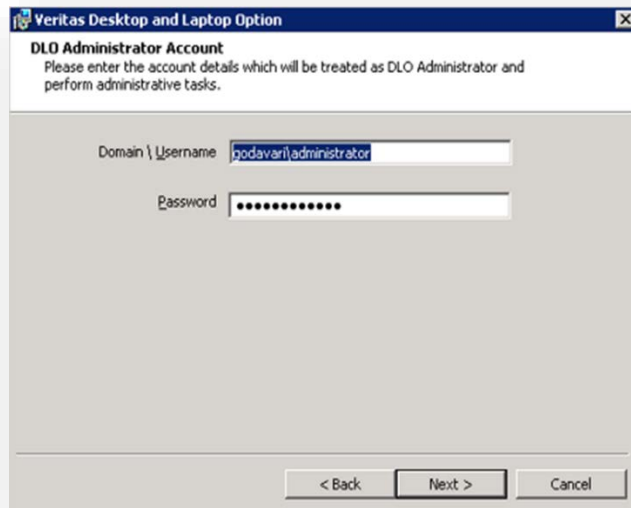 Veritas Desktop and Laptop Option
DLO Administrator Account
Please enter the account details which will be treated as DLO Administrator and
perform administrative tasks.
Domain \ Username godavari\administrator
Password ●●●●●●●●●●●●
< Back Next > Cancel